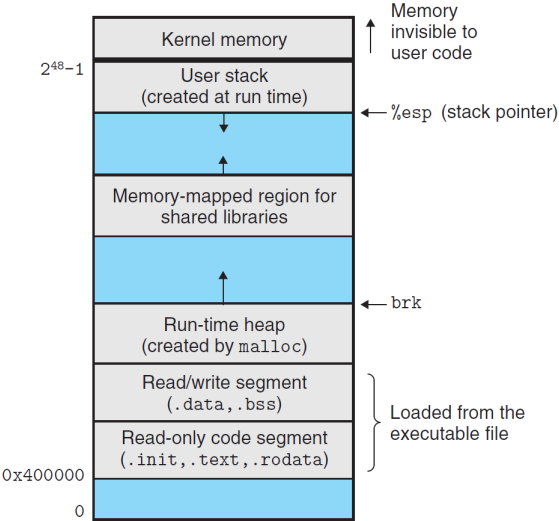 Memory
invisible to
user code
Kernel memory
2⁴⁸−1
User stack
(created at run time)
%esp (stack pointer)
Memory-mapped region for
shared libraries
brk
Run-time heap
(created by malloc)
Read/write segment
(.data,.bss)
Loaded from the
executable file
Read-only code segment
(.init,.text,.rodata)
0x400000
0